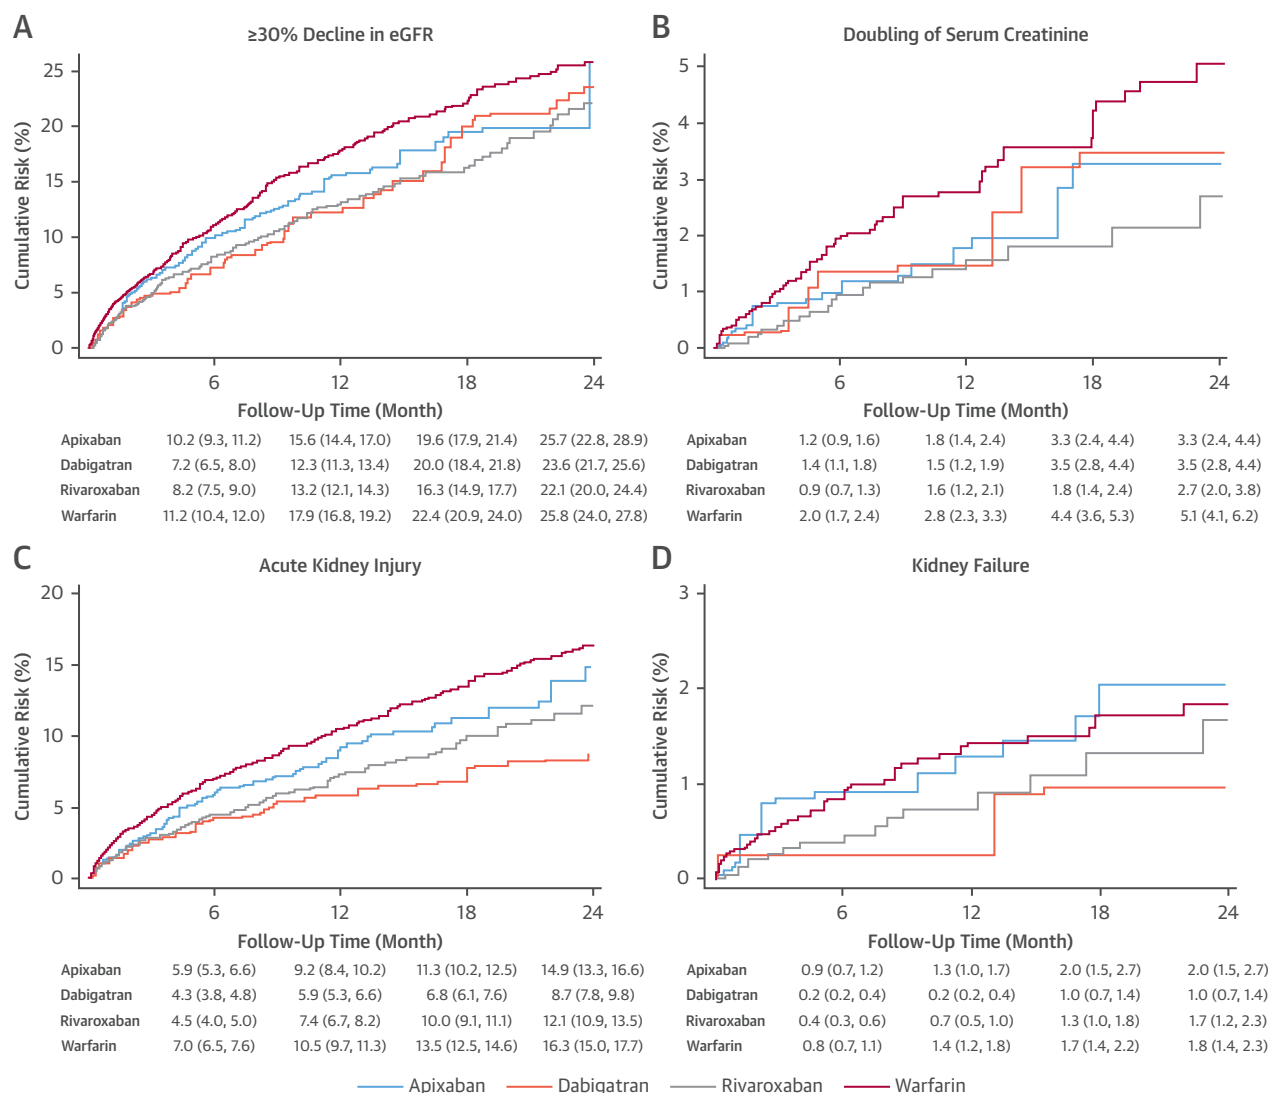 A
≥30% Decline in eGFR
Cumulative Risk (%)
25
20
15
10
5
0
6 12 18 24
Follow-Up Time (Month)
Apixaban 10.2 (9.3, 11.2) 15.6 (14.4, 17.0) 19.6 (17.9, 21.4) 25.7 (22.8, 28.9)
Dabigatran 7.2 (6.5, 8.0) 12.3 (11.3, 13.4) 20.0 (18.4, 21.8) 23.6 (21.7, 25.6)
Rivaroxaban 8.2 (7.5, 9.0) 13.2 (12.1, 14.3) 16.3 (14.9, 17.7) 22.1 (20.0, 24.4)
Warfarin 11.2 (10.4, 12.0) 17.9 (16.8, 19.2) 22.4 (20.9, 24.0) 25.8 (24.0, 27.8)
B
Doubling of Serum Creatinine
Cumulative Risk (%)
5
4
3
2
1
0
6 12 18 24
Follow-Up Time (Month)
Apixaban 1.2 (0.9, 1.6) 1.8 (1.4, 2.4) 3.3 (2.4, 4.4) 3.3 (2.4, 4.4)
Dabigatran 1.4 (1.1, 1.8) 1.5 (1.2, 1.9) 3.5 (2.8, 4.4) 3.5 (2.8, 4.4)
Rivaroxaban 0.9 (0.7, 1.3) 1.6 (1.2, 2.1) 1.8 (1.4, 2.4) 2.7 (2.0, 3.8)
Warfarin 2.0 (1.7, 2.4) 2.8 (2.3, 3.3) 4.4 (3.6, 5.3) 5.1 (4.1, 6.2)
C
Acute Kidney Injury
Cumulative Risk (%)
20
15
10
5
0
6 12 18 24
Follow-Up Time (Month)
Apixaban 5.9 (5.3, 6.6) 9.2 (8.4, 10.2) 11.3 (10.2, 12.5) 14.9 (13.3, 16.6)
Dabigatran 4.3 (3.8, 4.8) 5.9 (5.3, 6.6) 6.8 (6.1, 7.6) 8.7 (7.8, 9.8)
Rivaroxaban 4.5 (4.0, 5.0) 7.4 (6.7, 8.2) 10.0 (9.1, 11.1) 12.1 (10.9, 13.5)
Warfarin 7.0 (6.5, 7.6) 10.5 (9.7, 11.3) 13.5 (12.5, 14.6) 16.3 (15.0, 17.7)
D
Kidney Failure
Cumulative Risk (%)
3
2
1
0
6 12 18 24
Follow-Up Time (Month)
Apixaban 0.9 (0.7, 1.2) 1.3 (1.0, 1.7) 2.0 (1.5, 2.7) 2.0 (1.5, 2.7)
Dabigatran 0.2 (0.2, 0.4) 0.2 (0.2, 0.4) 1.0 (0.7, 1.4) 1.0 (0.7, 1.4)
Rivaroxaban 0.4 (0.3, 0.6) 0.7 (0.5, 1.0) 1.3 (1.0, 1.8) 1.7 (1.2, 2.3)
Warfarin 0.8 (0.7, 1.1) 1.4 (1.2, 1.8) 1.7 (1.4, 2.2) 1.8 (1.4, 2.3)
Apixaban Dabigatran Rivaroxaban Warfarin